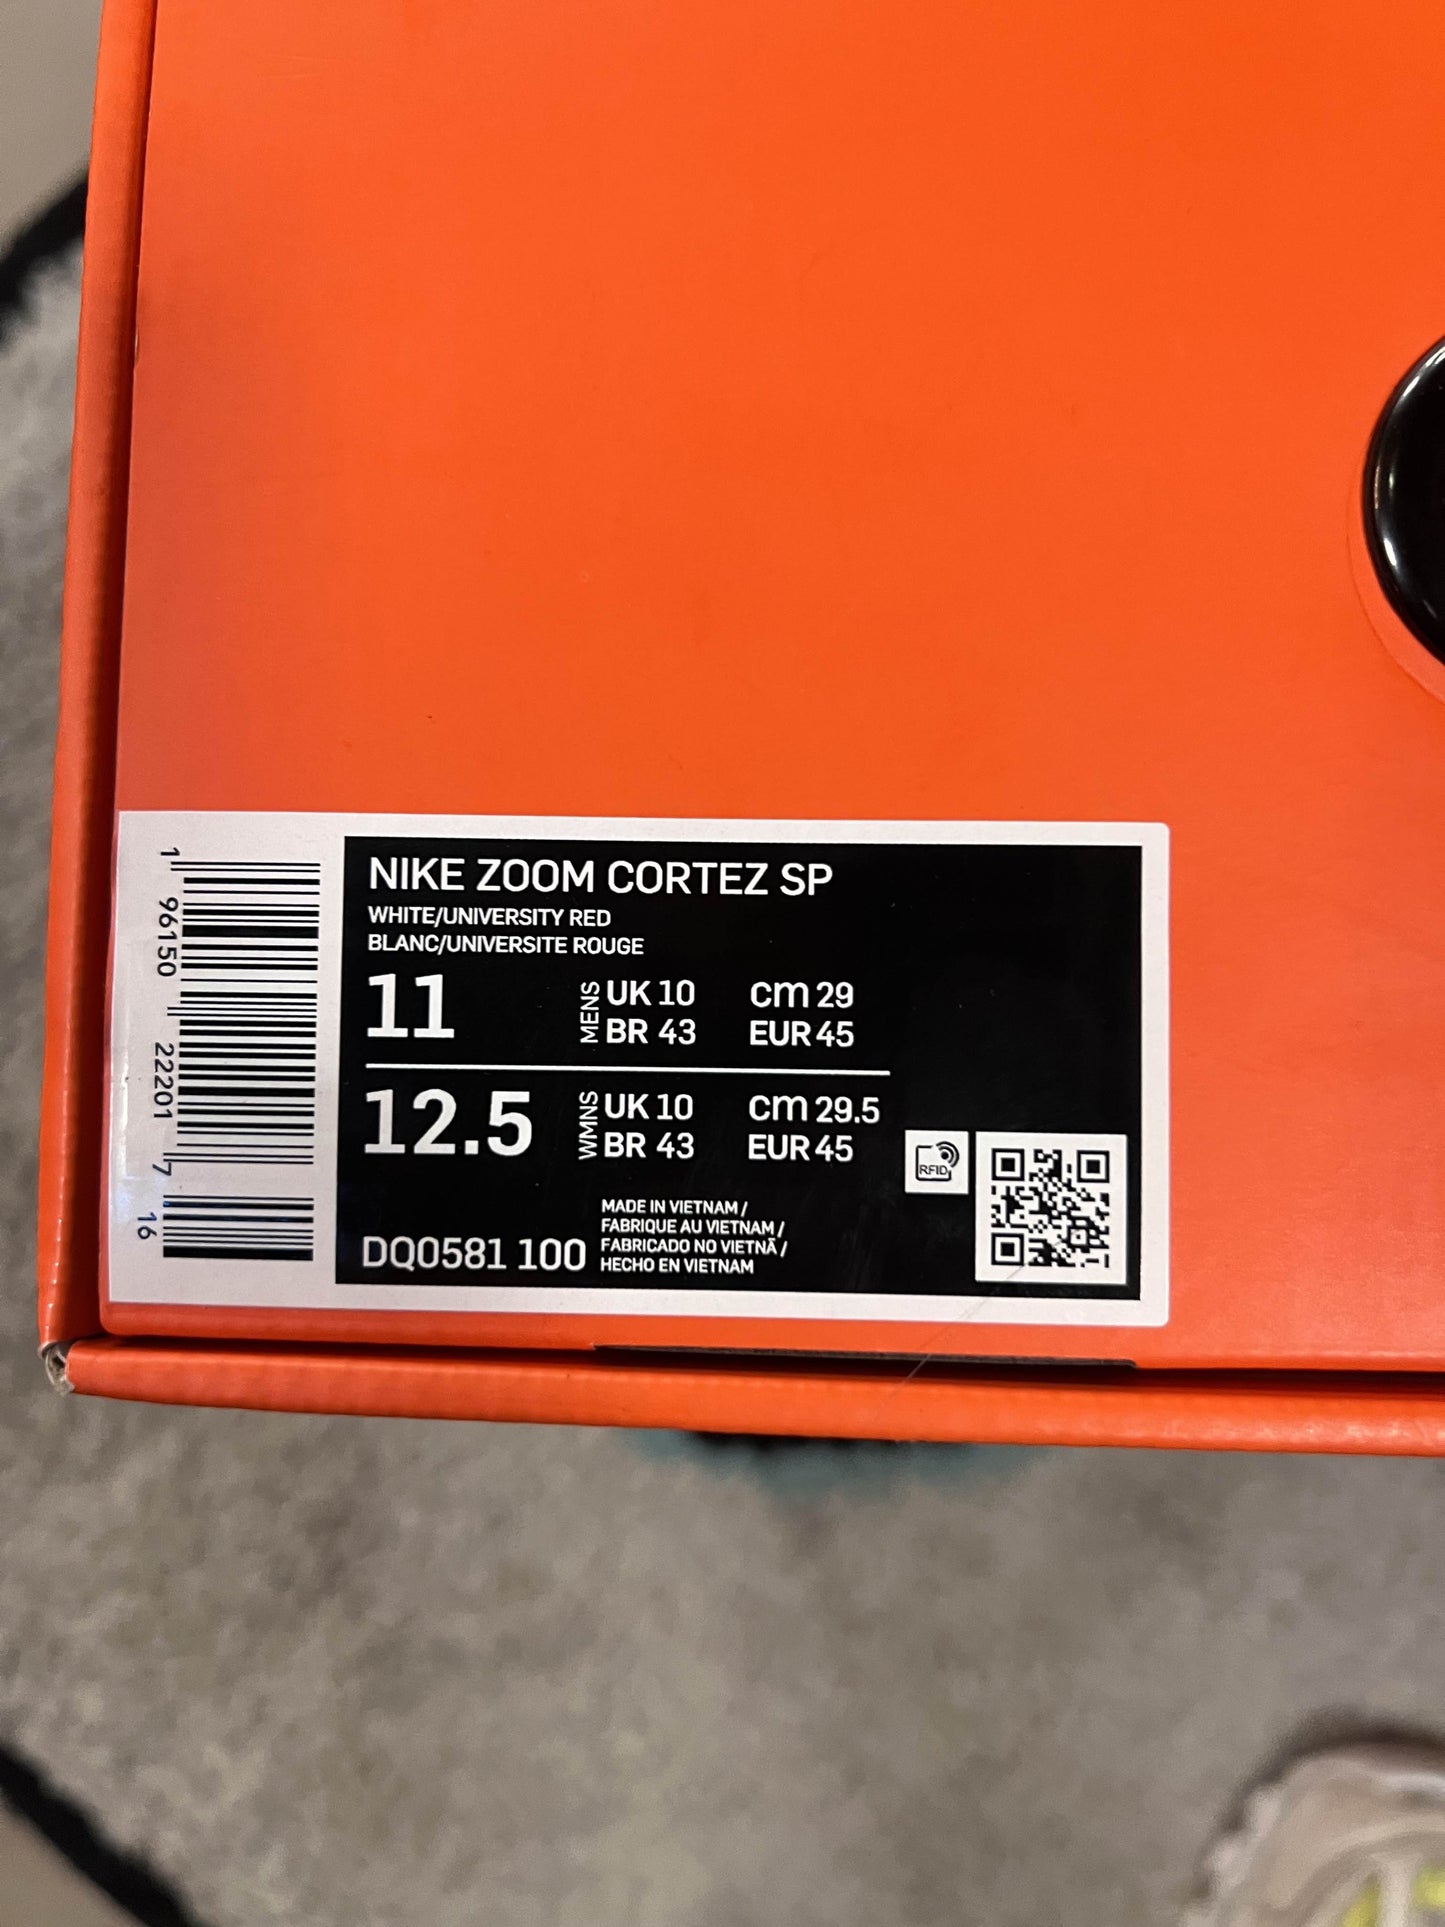 NIKE ZOOM CORTEZ SP
WHITE/UNIVERSITY RED
BLANC/UNIVERSITE ROUGE
11
MENS
UK 10
cm 29
BR 43
EUR 45
12.5
WMNS
UK 10
cm 29.5
BR 43
EUR 45
DQ0581 100
MADE IN VIETNAM /
FABRIQUE AU VIETNAM /
FABRICADO NO VIETNÃ /
HECHO EN VIETNAM
RFID
1 96150 22201 7 16